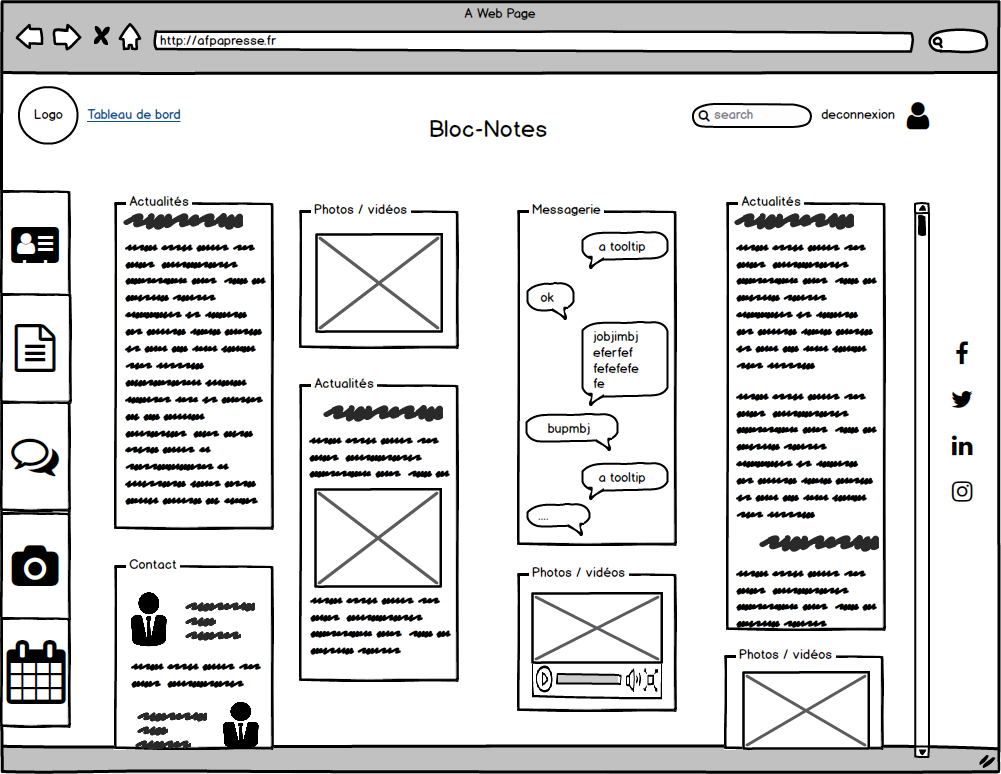 A Web Page
http://afpapresse.fr
Logo
Tableau de bord
Bloc-Notes
search
deconnexion
Actualités
Contact
Photos / vidéos
Actualités
Messagerie
a tooltip
ok
jobjimbj
eferfef
fefefefe
fe
bupmbj
a tooltip
....
Photos / vidéos
Actualités
Photos / vidéos